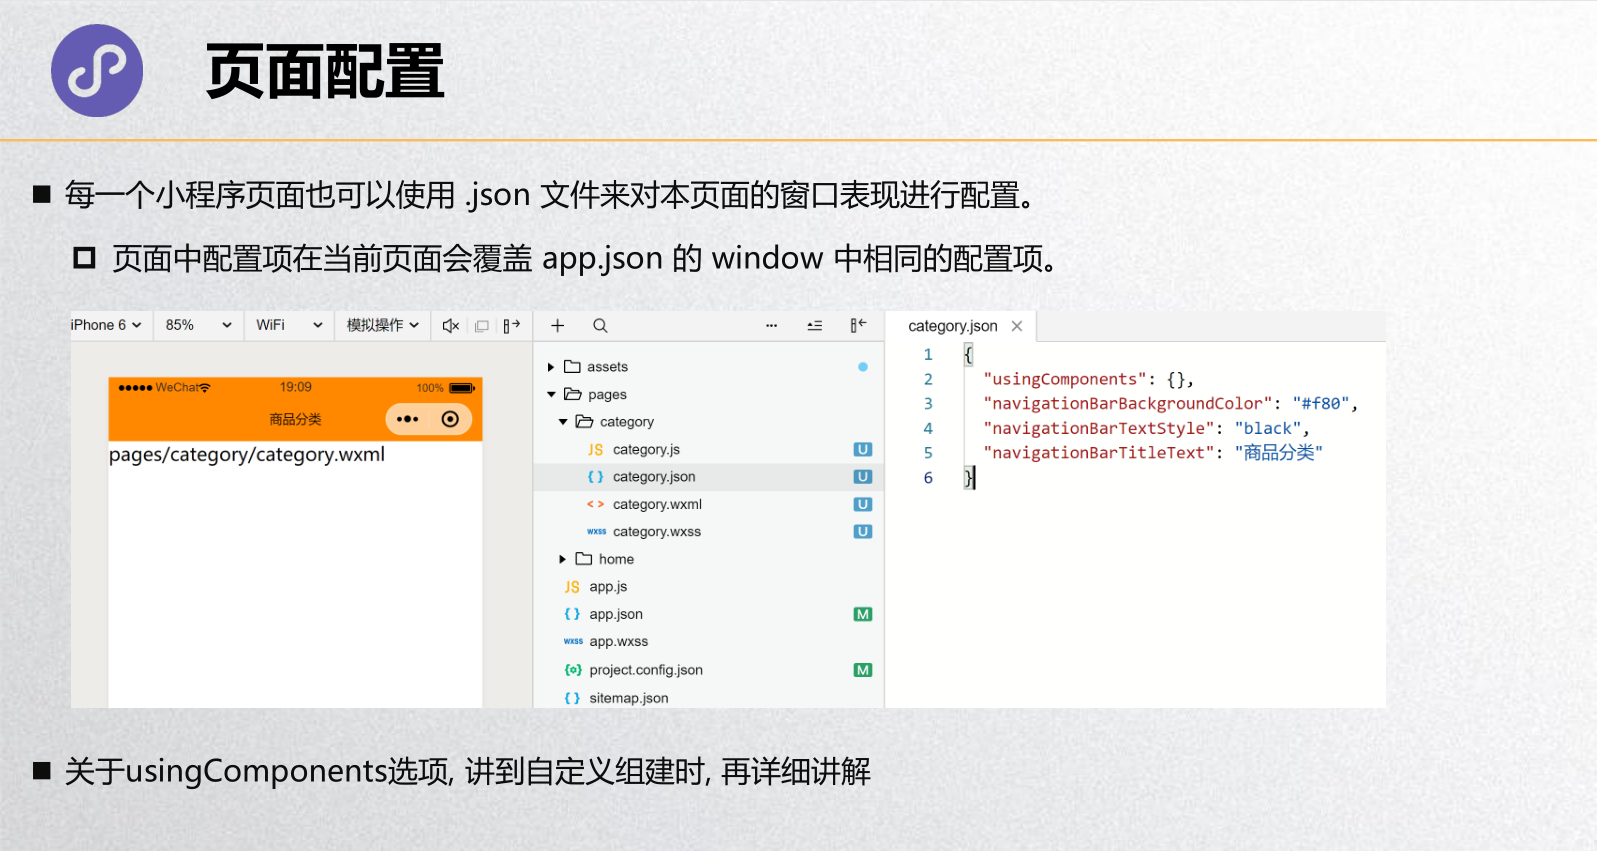 页面配置
每一个小程序页面也可以使用 .json 文件来对本页面的窗口表现进行配置。
页面中配置项在当前页面会覆盖 app.json 的 window 中相同的配置项。
iPhone 6 85% WiFi 模拟操作
WeChat 19:09 100%
商品分类
pages/category/category.wxml
assets
pages
category
JS category.js U
{ } category.json U
< > category.wxml U
wxss category.wxss U
home
JS app.js
{ } app.json M
wxss app.wxss
{o} project.config.json M
{ } sitemap.json
category.json ×
1 {
2 "usingComponents": {},
3 "navigationBarBackgroundColor": "#f80",
4 "navigationBarTextStyle": "black",
5 "navigationBarTitleText": "商品分类"
6 }
关于usingComponents选项, 讲到自定义组建时, 再详细讲解